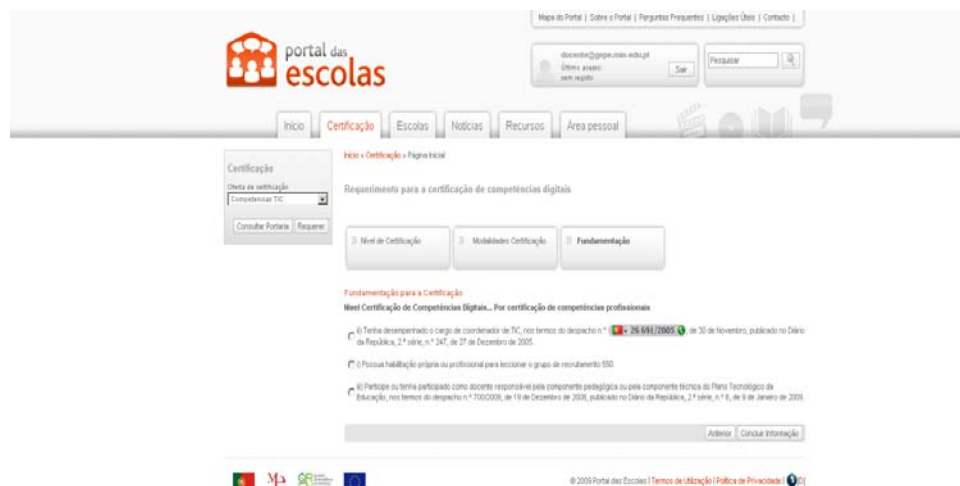 Mapa do Portal | Sobre o Portal | Perguntas Frequentes | Ligações Úteis | Contacto |
portal das
escolas
docente@gepe.min-edu.pt
Último acesso:
sem registo
Sair
Pesquisar
Início
Certificação
Escolas
Notícias
Recursos
Área pessoal
Certificação
Oferta de certificação
Competências TIC
Consultar Portaria
Requerer
Início » Certificação » Página Inicial
Requerimento para a certificação de competências digitais
Nível de Certificação
Modalidades Certificação
Fundamentação
Fundamentação para a Certificação
Nível Certificação de Competências Digitais... Por certificação de competências profissionais
Tenha desempenhado o cargo de coordenador de TIC, nos termos do despacho n.º 26 691/2005, de 30 de Novembro, publicado no Diário
da República, 2.ª série, n.º 247, de 27 de Dezembro de 2005.
Possua habilitação própria ou profissional para leccionar o grupo de recrutamento 550.
Participe ou tenha participado como docente responsável pela componente pedagógica ou pela componente técnica do Plano Tecnológico da
Educação, nos termos do despacho n.º 700/2009, de 19 de Dezembro de 2008, publicado no Diário da República, 2.ª série, n.º 6, de 9 de Janeiro de 2009.
Anterior
Concluir Informação
© 2009 Portal das Escolas | Termos de Utilização | Política de Privacidade |